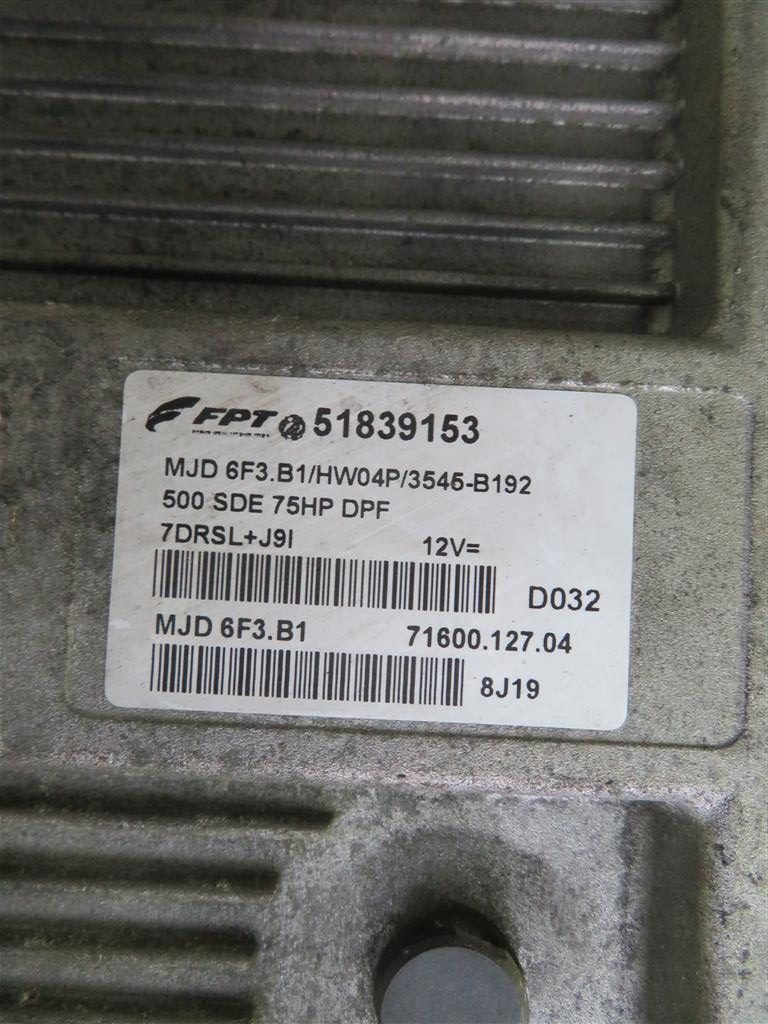 FPT 51839153
MJD 6F3.B1/HW04P/3545-B192
500 SDE 75HP DPF
7DRSL+J9I 12V=
D032
MJD 6F3.B1 71600.127.04
8J19